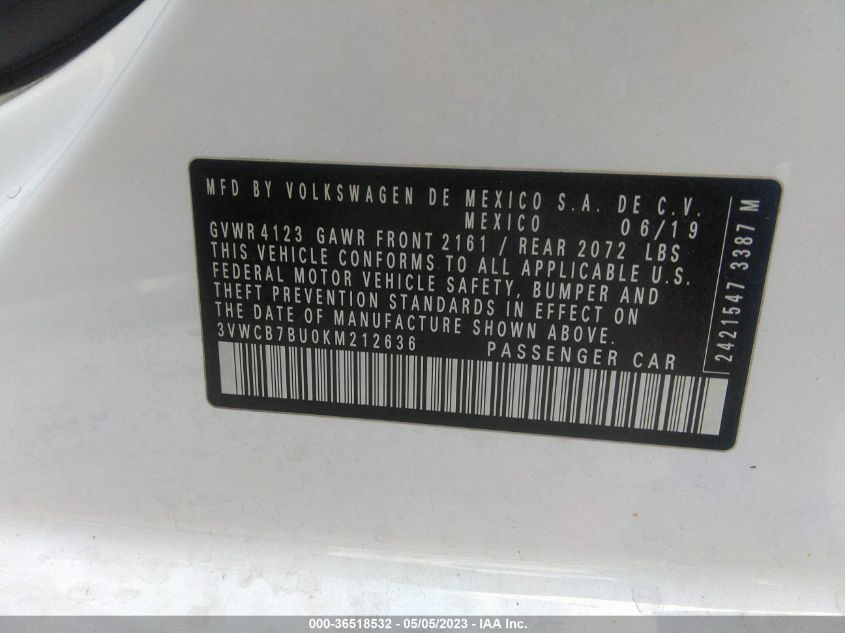 MFD BY VOLKSWAGEN DE MEXICO S.A. DE C.V.
MEXICO 06/19
GVWR 4123 GAWR FRONT 2161 / REAR 2072 LBS
THIS VEHICLE CONFORMS TO ALL APPLICABLE U.S.
FEDERAL MOTOR VEHICLE SAFETY, BUMPER AND
THEFT PREVENTION STANDARDS IN EFFECT ON
THE DATE OF MANUFACTURE SHOWN ABOVE.
3VWCB7BU0KM212636 PASSENGER CAR
2421547 3387 M
000-36518532 - 05/05/2023 - IAA Inc.